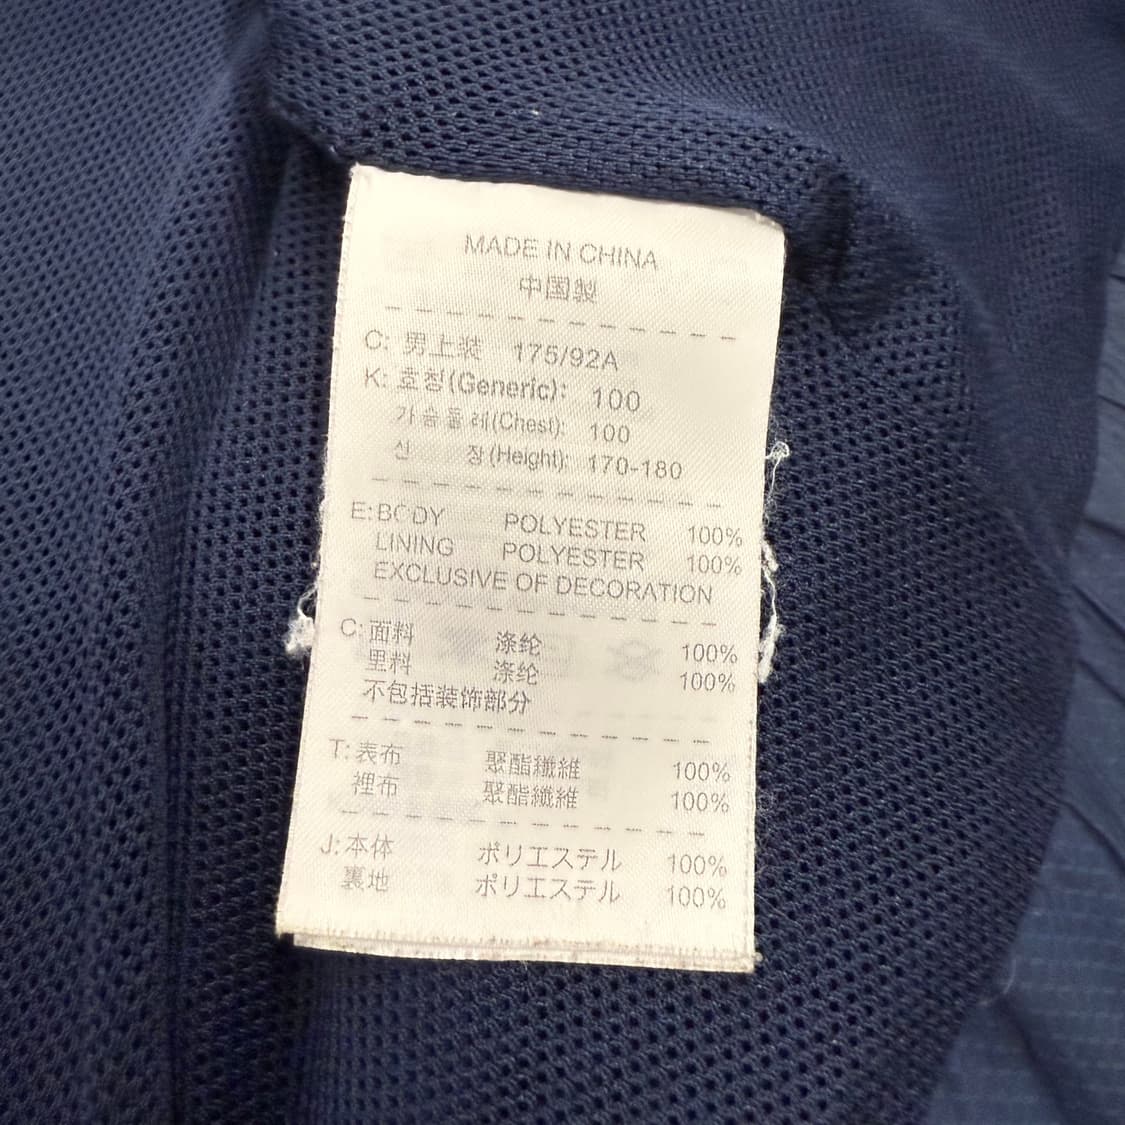 MADE IN CHINA
中国製
C: 男上装 175/92A
K: 호칭(Generic): 100
가슴둘레(Chest): 100
신 장(Height): 170-180
E: BODY POLYESTER 100%
LINING POLYESTER 100%
EXCLUSIVE OF DECORATION
C: 面料 涤纶 100%
里料 涤纶 100%
不包括装饰部分
T: 表布 聚酯纖維 100%
裡布 聚酯纖維 100%
J: 本体 ポリエステル 100%
裏地 ポリエステル 100%